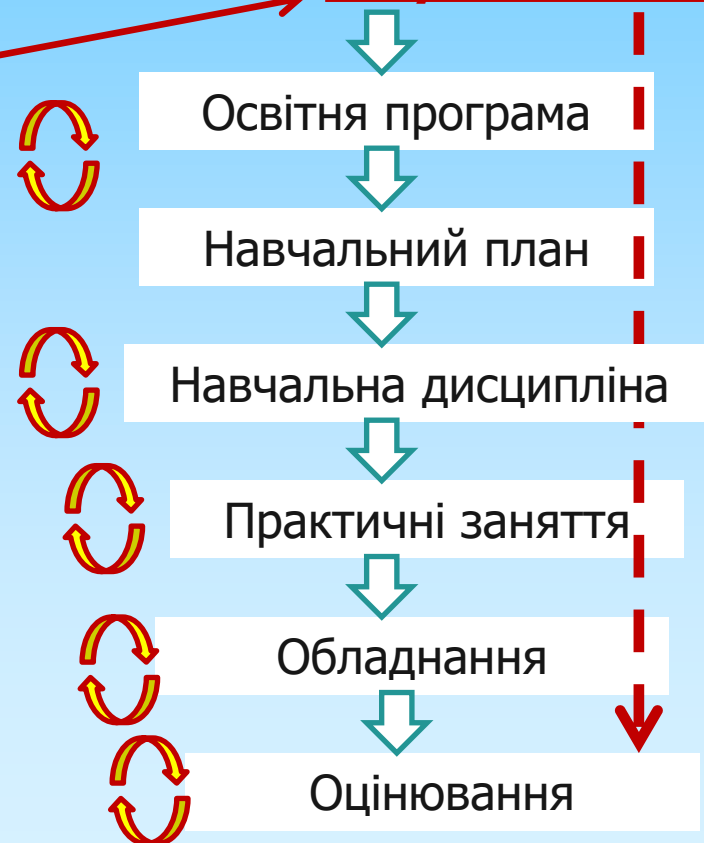 Освітня програма
Навчальний план
Навчальна дисципліна
Практичні заняття
Обладнання
Оцінювання